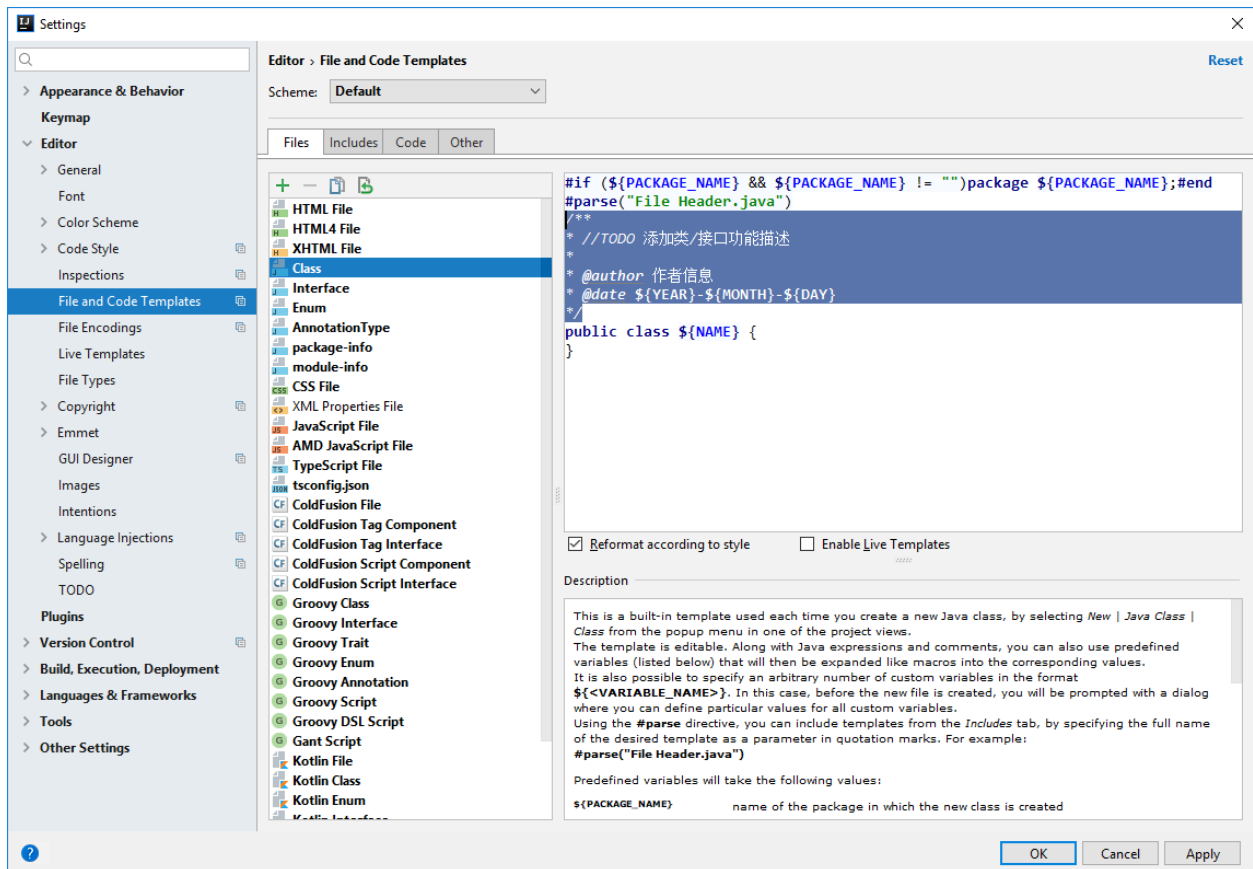 Settings
Appearance & Behavior
Keymap
Editor
General
Font
Color Scheme
Code Style
Inspections
File and Code Templates
File Encodings
Live Templates
File Types
Copyright
Emmet
GUI Designer
Images
Intentions
Language Injections
Spelling
TODO
Plugins
Version Control
Build, Execution, Deployment
Languages & Frameworks
Tools
Other Settings
Editor › File and Code Templates
Reset
Scheme: Default
Files Includes Code Other
HTML File
HTML4 File
XHTML File
Class
Interface
Enum
AnnotationType
package-info
module-info
CSS File
XML Properties File
JavaScript File
AMD JavaScript File
TypeScript File
tsconfig.json
ColdFusion File
ColdFusion Tag Component
ColdFusion Tag Interface
ColdFusion Script Component
ColdFusion Script Interface
Groovy Class
Groovy Interface
Groovy Trait
Groovy Enum
Groovy Annotation
Groovy Script
Groovy DSL Script
Gant Script
Kotlin File
Kotlin Class
Kotlin Enum
Kotlin Interface
#if (${PACKAGE_NAME} && ${PACKAGE_NAME} != "")package ${PACKAGE_NAME};#end
#parse("File Header.java")
/**
* //TODO 添加类/接口功能描述
*
* @author 作者信息
* @date ${YEAR}-${MONTH}-${DAY}
*/
public class ${NAME} {
}
Reformat according to style Enable Live Templates
Description
This is a built-in template used each time you create a new Java class, by selecting New | Java Class |
Class from the popup menu in one of the project views.
The template is editable. Along with Java expressions and comments, you can also use predefined
variables (listed below) that will then be expanded like macros into the corresponding values.
It is also possible to specify an arbitrary number of custom variables in the format
${<VARIABLE_NAME>}. In this case, before the new file is created, you will be prompted with a dialog
where you can define particular values for all custom variables.
Using the #parse directive, you can include templates from the Includes tab, by specifying the full name
of the desired template as a parameter in quotation marks. For example:
#parse("File Header.java")
Predefined variables will take the following values:
${PACKAGE_NAME} name of the package in which the new class is created
? OK Cancel Apply